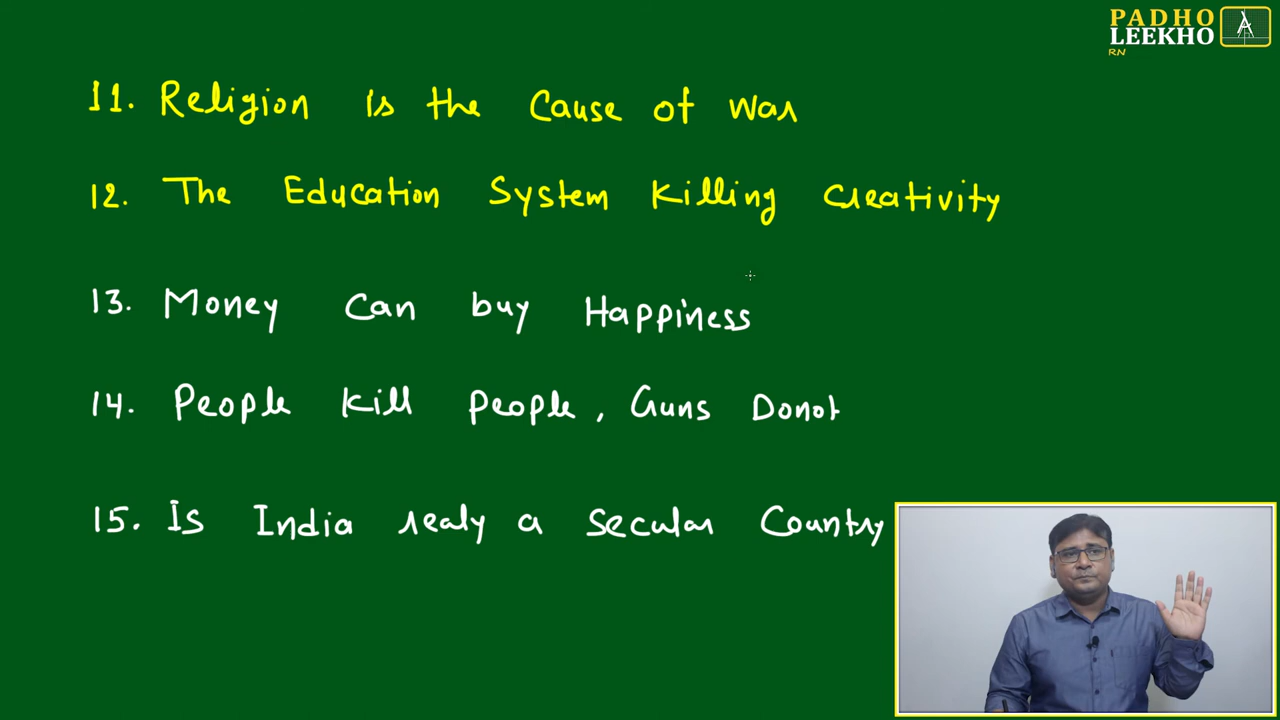 PADHO
LEEKHO
RN
11. Religion is the Cause of War
12. The Education System Killing Creativity
13. Money Can buy Happiness
14. People Kill people, Guns Donot
15. Is India realy a Secular Country